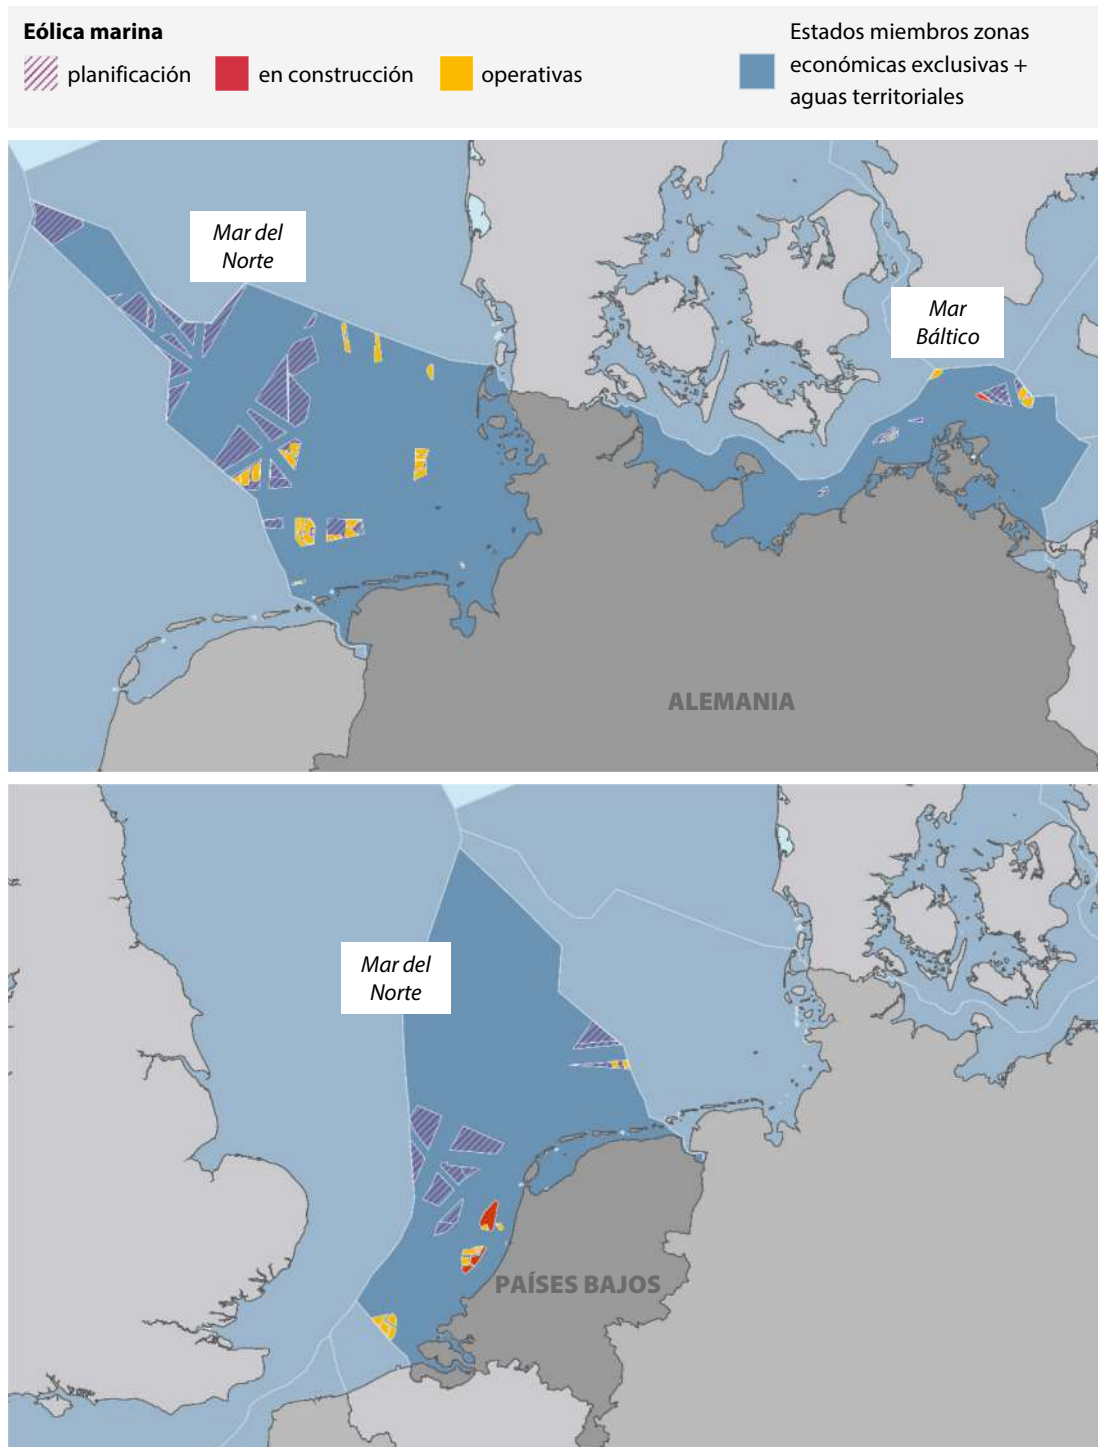 Eólica marina
planificación
en construcción
operativas
Estados miembros zonas
económicas exclusivas +
aguas territoriales
Mar del
Norte
Mar
Báltico
ALEMANIA
Mar del
Norte
PAÍSES BAJOS